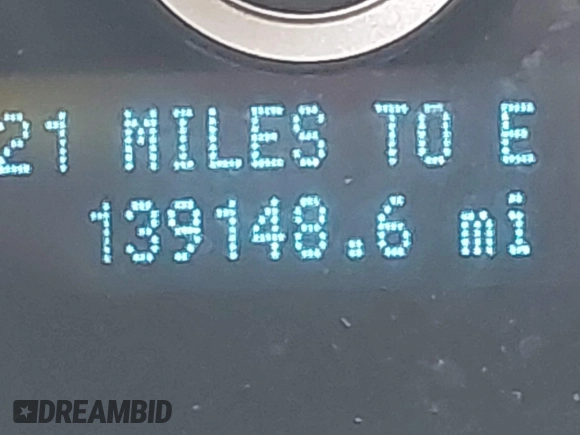 21 MILES TO E
139148.6 mi
DREAMBID